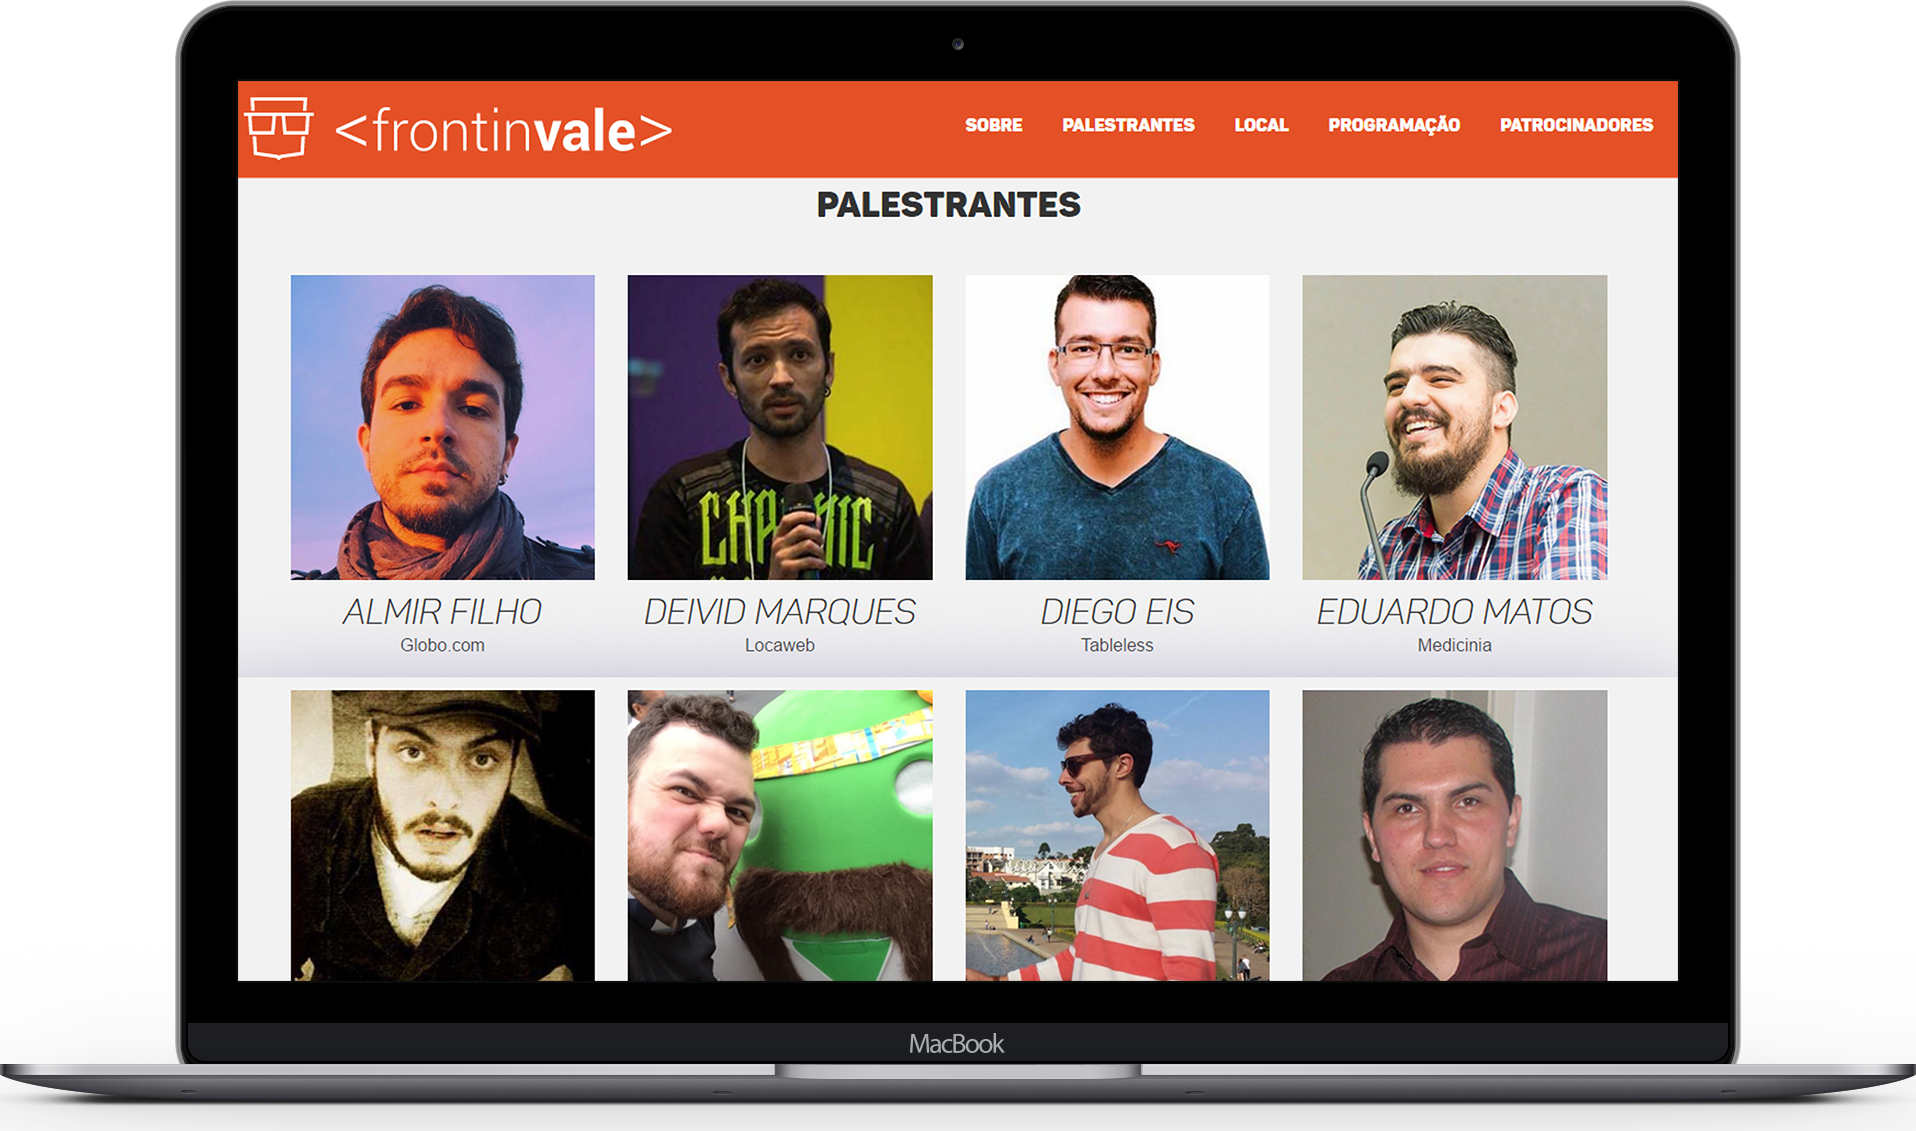 <frontinvale>
SOBRE PALESTRANTES LOCAL PROGRAMAÇÃO PATROCINADORES
PALESTRANTES
ALMIR FILHO DEIVID MARQUES DIEGO EIS EDUARDO MATOS
Globo.com Locaweb Tableless Medicinia
MacBook